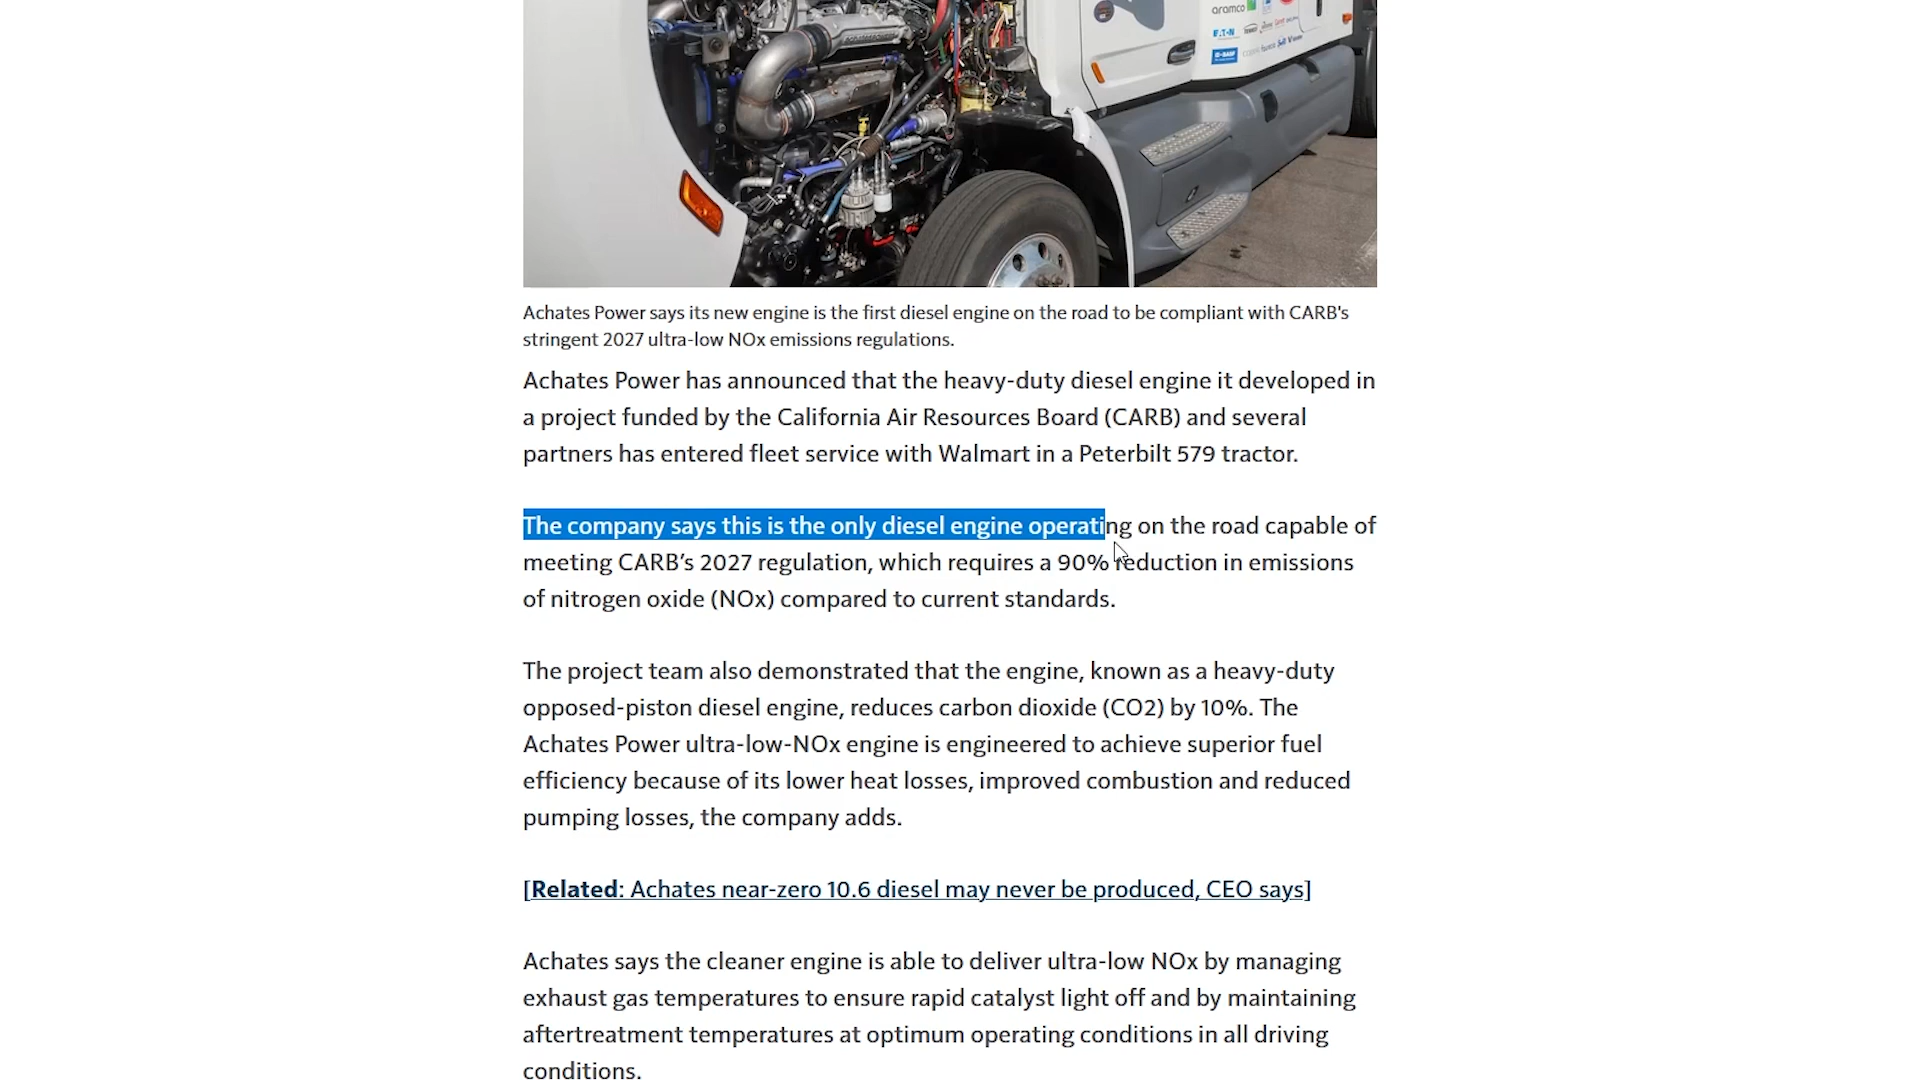 aramco
EATON
BASF
Achates Power says its new engine is the first diesel engine on the road to be compliant with CARB's
stringent 2027 ultra-low NOx emissions regulations.
Achates Power has announced that the heavy-duty diesel engine it developed in
a project funded by the California Air Resources Board (CARB) and several
partners has entered fleet service with Walmart in a Peterbilt 579 tractor.
The company says this is the only diesel engine operating on the road capable of
meeting CARB’s 2027 regulation, which requires a 90% reduction in emissions
of nitrogen oxide (NOx) compared to current standards.
The project team also demonstrated that the engine, known as a heavy-duty
opposed-piston diesel engine, reduces carbon dioxide (CO2) by 10%. The
Achates Power ultra-low-NOx engine is engineered to achieve superior fuel
efficiency because of its lower heat losses, improved combustion and reduced
pumping losses, the company adds.
[Related: Achates near-zero 10.6 diesel may never be produced, CEO says]
Achates says the cleaner engine is able to deliver ultra-low NOx by managing
exhaust gas temperatures to ensure rapid catalyst light off and by maintaining
aftertreatment temperatures at optimum operating conditions in all driving
conditions.